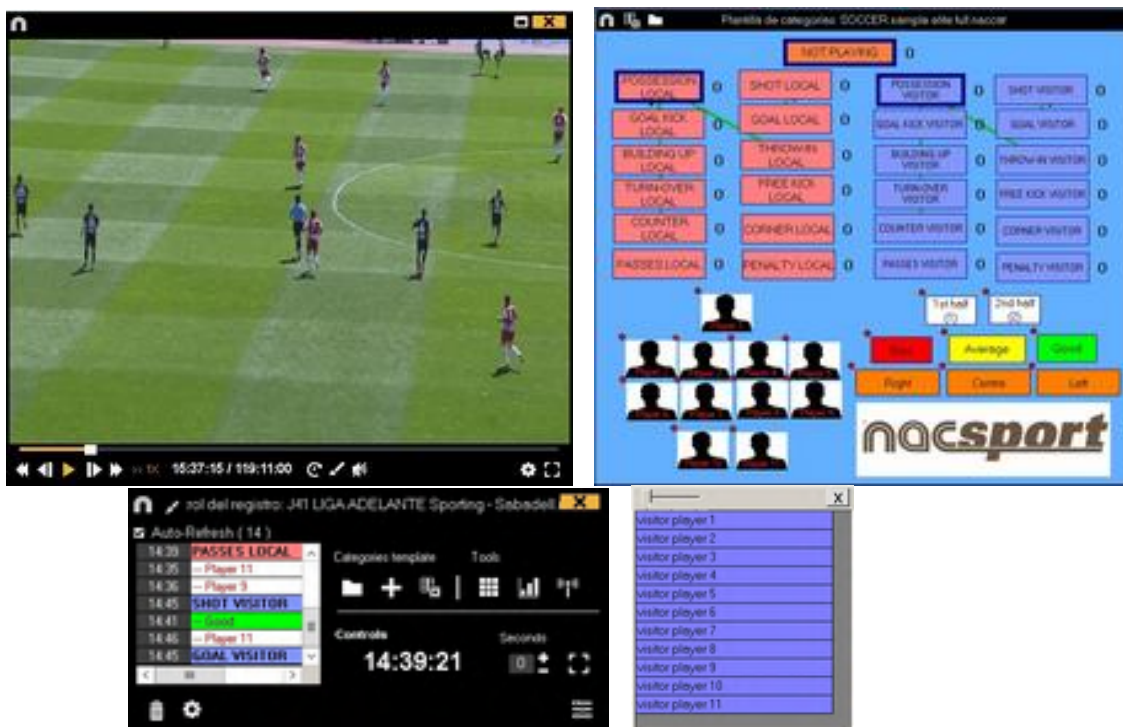 Plantilla de categories: SOCCER sample elite full soccer
NOT PLAYING 0
POSSESSION LOCAL 0
SHOT LOCAL 0
POSSESSION VISITOR 0
SHOT VISITOR 0
GOAL KICK LOCAL 0
GOAL LOCAL 0
GOAL KICK VISITOR 0
GOAL VISITOR 0
BUILDING UP LOCAL 0
THROW-IN LOCAL 0
BUILDING UP VISITOR 0
THROW-IN VISITOR 0
TURN-OVER LOCAL 0
FREE KICK LOCAL 0
TURN-OVER VISITOR 0
FREE KICK VISITOR 0
COUNTER LOCAL 0
CORNER LOCAL 0
COUNTER VISITOR 0
CORNER VISITOR 0
PASSES LOCAL 0
PENALTY LOCAL 0
PASSES VISITOR 0
PENALTY VISITOR 0
1st half
2nd half
Average
Good
Right
Centre
Left
nacsport
1X 15:37:15 / 119:11:00
rol del registro: J41 LIGA ADELANTE Sporting - Sabadell
Auto-Refresh ( 14 )
14:39 PASSES LOCAL
14:35 -- Player 11
14:36 -- Player 9
14:45 SHOT VISITOR
14:41 -- Good
14:46 -- Player 11
14:45 GOAL VISITOR
Categories template
Tools
Controls
Seconds
14:39:21
0
X
visitor player 1
visitor player 2
visitor player 3
visitor player 4
visitor player 5
visitor player 6
visitor player 7
visitor player 8
visitor player 9
visitor player 10
visitor player 11